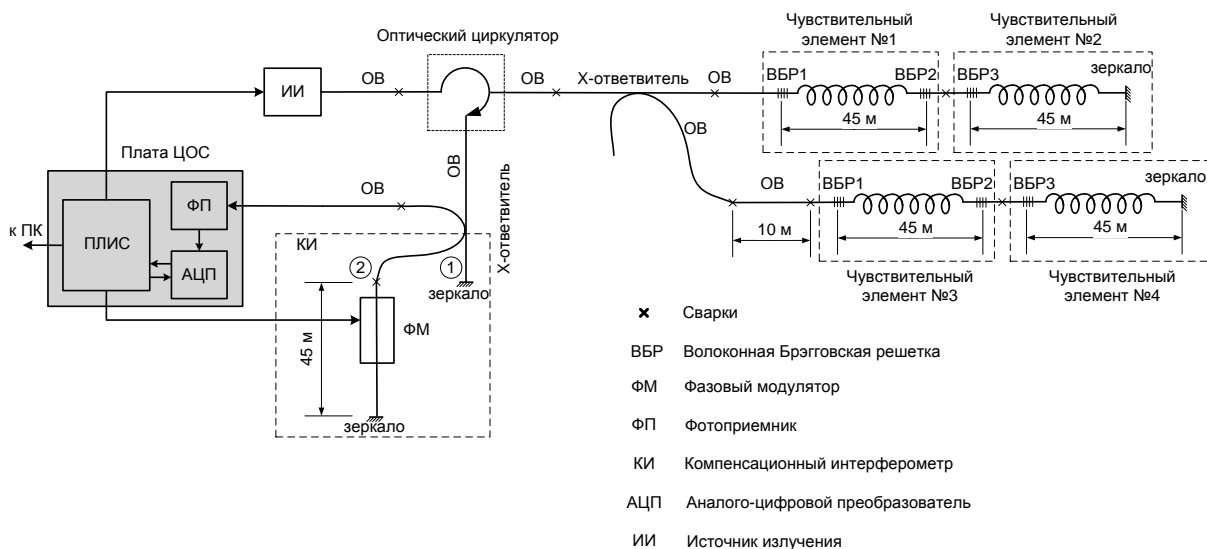 Оптический циркулятор
Чувствительный
элемент №1
Чувствительный
элемент №2
ИИ
ОВ
ОВ
X-ответвитель
ОВ
ВБР1
ВБР2
ВБР3
зеркало
45 м
45 м
ОВ
ОВ
Плата ЦОС
ФП
ОВ
X-ответвитель
ОВ
ВБР1
ВБР2
ВБР3
зеркало
к ПК
ПЛИС
АЦП
КИ
2
1
10 м
45 м
45 м
зеркало
Чувствительный
элемент №3
Чувствительный
элемент №4
45 м
ФМ
зеркало
Сварки
ВБР Волоконная Брэгговская решетка
ФМ Фазовый модулятор
ФП Фотоприемник
КИ Компенсационный интерферометр
АЦП Аналого-цифровой преобразователь
ИИ Источник излучения